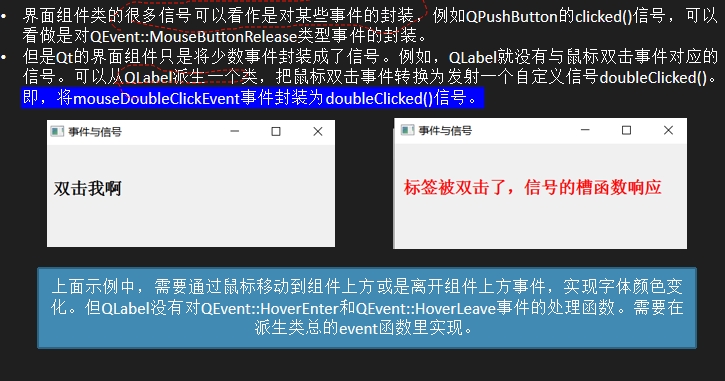 • 界面组件类的很多信号可以看作是对某些事件的封装，例如QPushButton的clicked()信号，可以
看做是对QEvent::MouseButtonRelease类型事件的封装。
• 但是Qt的界面组件只是将少数事件封装成了信号。例如，QLabel就没有与鼠标双击事件对应的
信号。可以从QLabel派生一个类，把鼠标双击事件转换为发射一个自定义信号doubleClicked()。
即，将mouseDoubleClickEvent事件封装为doubleClicked()信号。
事件与信号
双击我啊
事件与信号
标签被双击了，信号的槽函数响应
上面示例中，需要通过鼠标移动到组件上方或是离开组件上方事件，实现字体颜色变
化。但QLabel没有对QEvent::HoverEnter和QEvent::HoverLeave事件的处理函数。需要在
派生类总的event函数里实现。